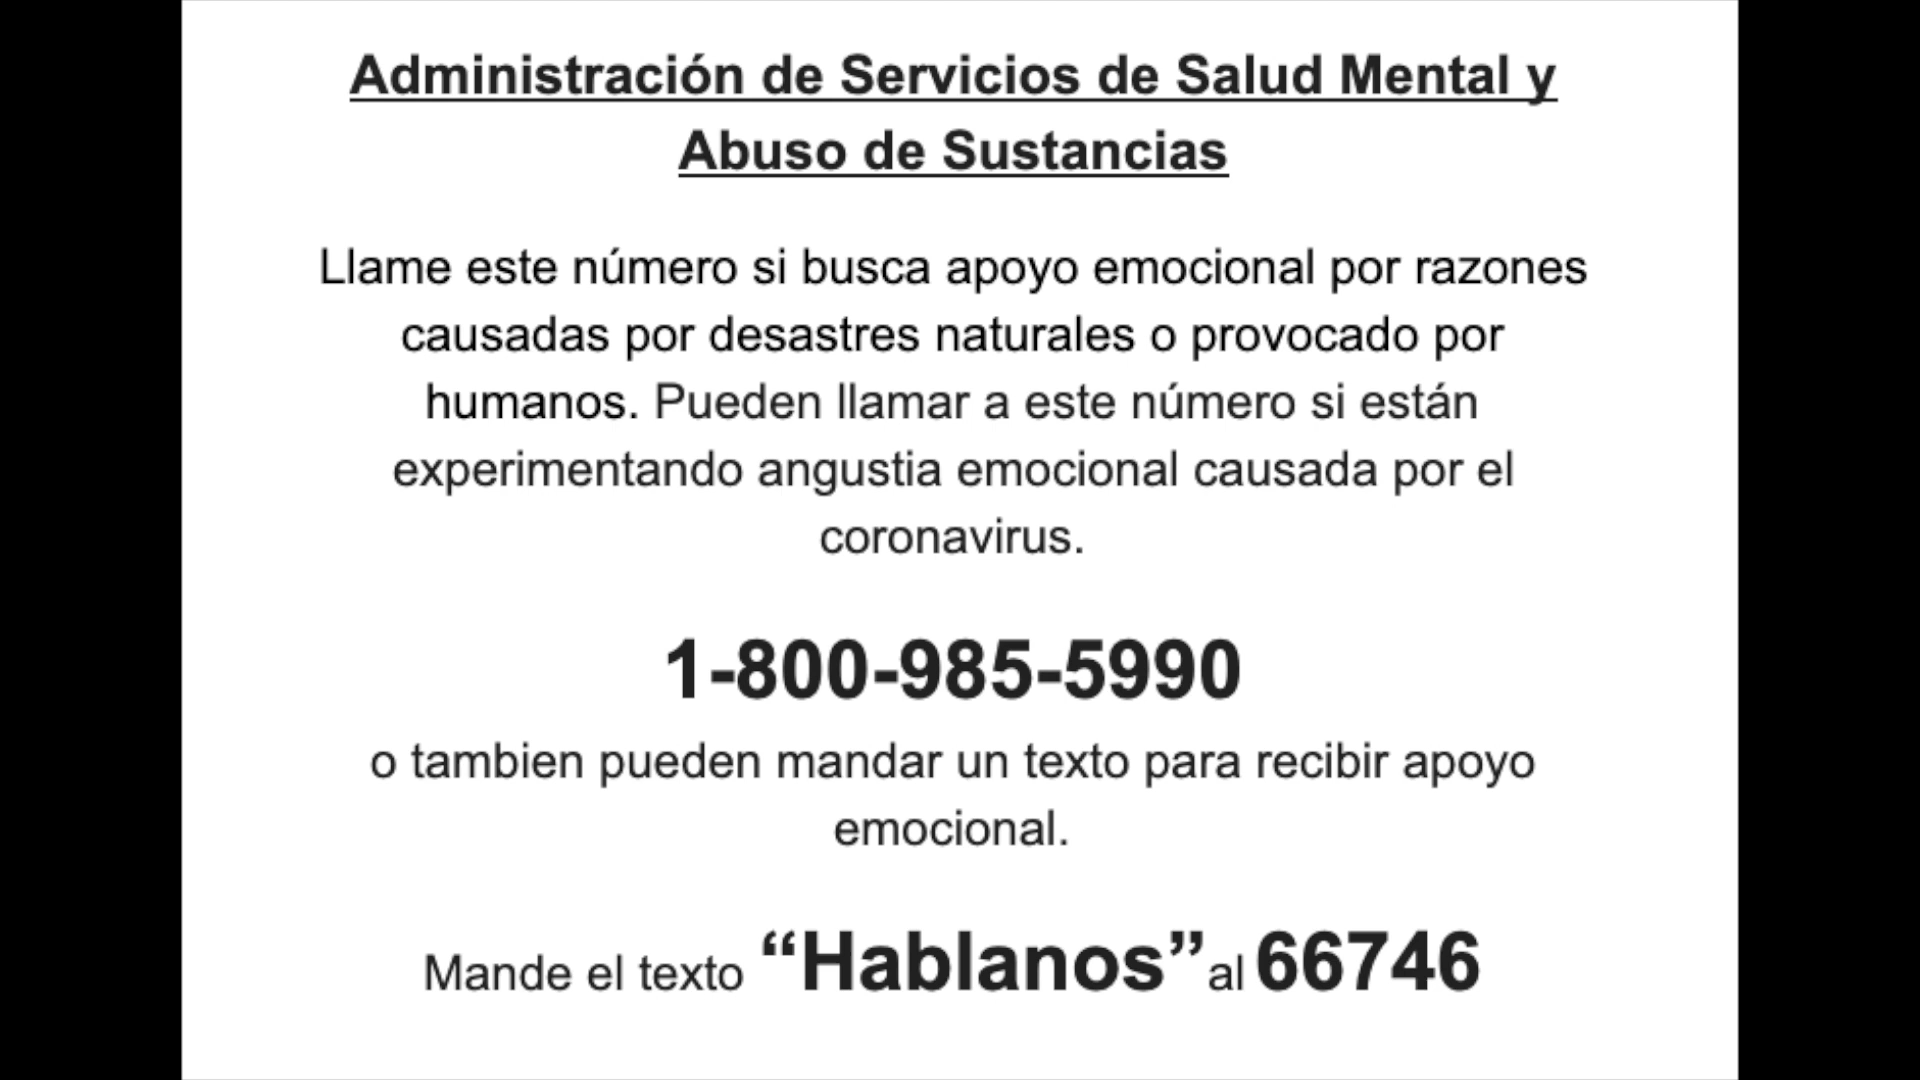 Administración de Servicios de Salud Mental y
Abuso de Sustancias
Llame este número si busca apoyo emocional por razones
causadas por desastres naturales o provocado por
humanos. Pueden llamar a este número si están
experimentando angustia emocional causada por el
coronavirus.
1-800-985-5990
o tambien pueden mandar un texto para recibir apoyo
emocional.
Mande el texto “Hablanos” al 66746